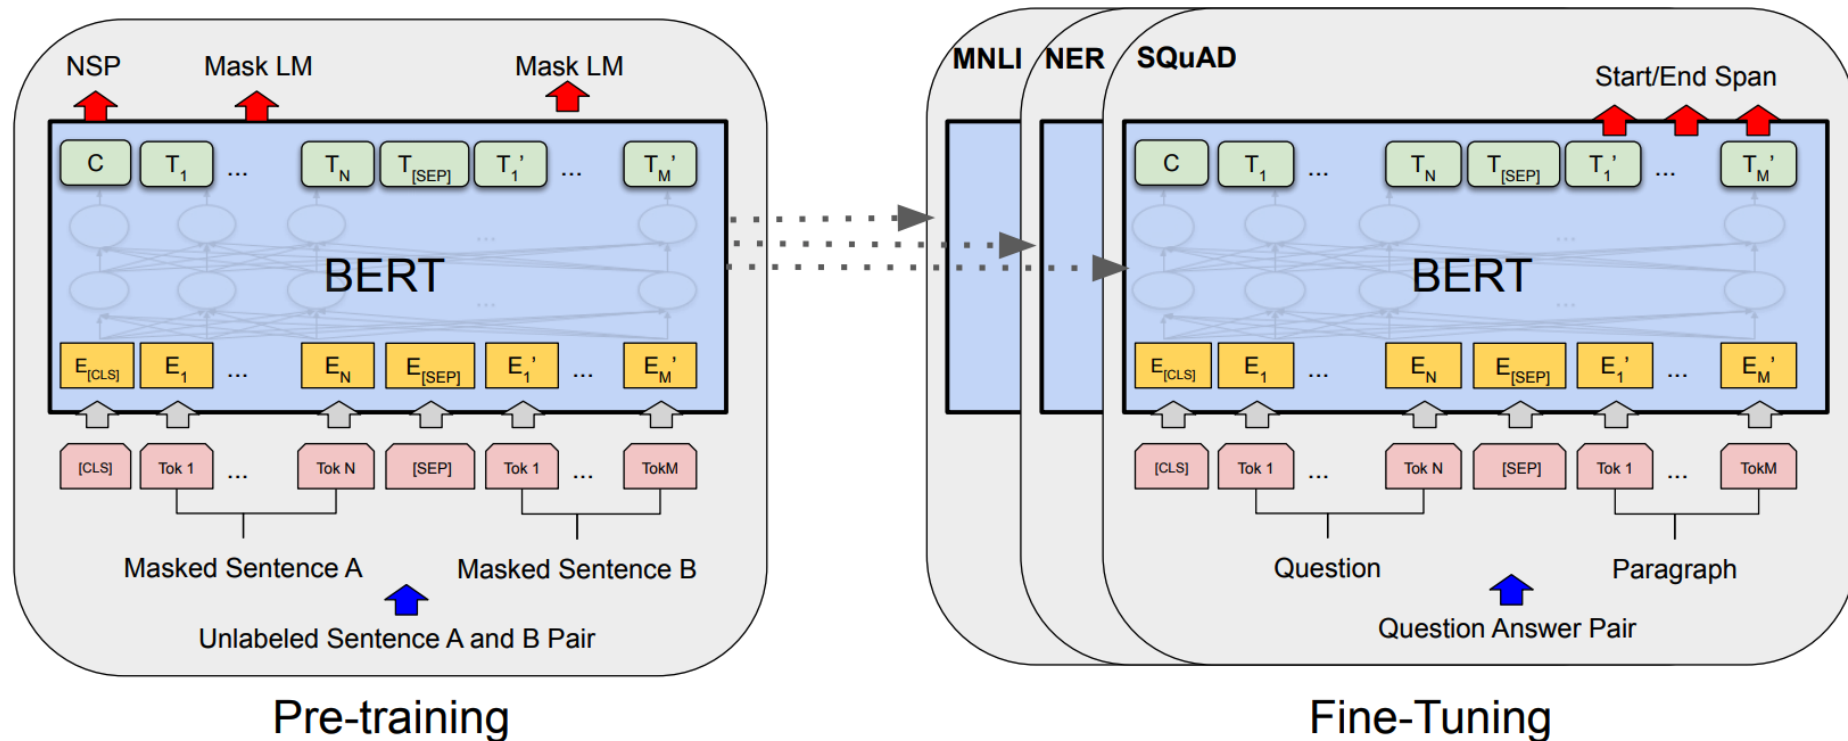 NSP Mask LM Mask LM
C T1 ... TN T[SEP] T1’ ... TM’
...
BERT
...
E[CLS] E1 ... EN E[SEP] E1’ ... EM’
[CLS] Tok 1 ... Tok N [SEP] Tok 1 ... TokM
Masked Sentence A Masked Sentence B
Unlabeled Sentence A and B Pair
Pre-training
MNLI NER SQuAD
Start/End Span
C T1 ... TN T[SEP] T1’ ... TM’
...
BERT
...
E[CLS] E1 ... EN E[SEP] E1’ ... EM’
[CLS] Tok 1 ... Tok N [SEP] Tok 1 ... TokM
Question Paragraph
Question Answer Pair
Fine-Tuning